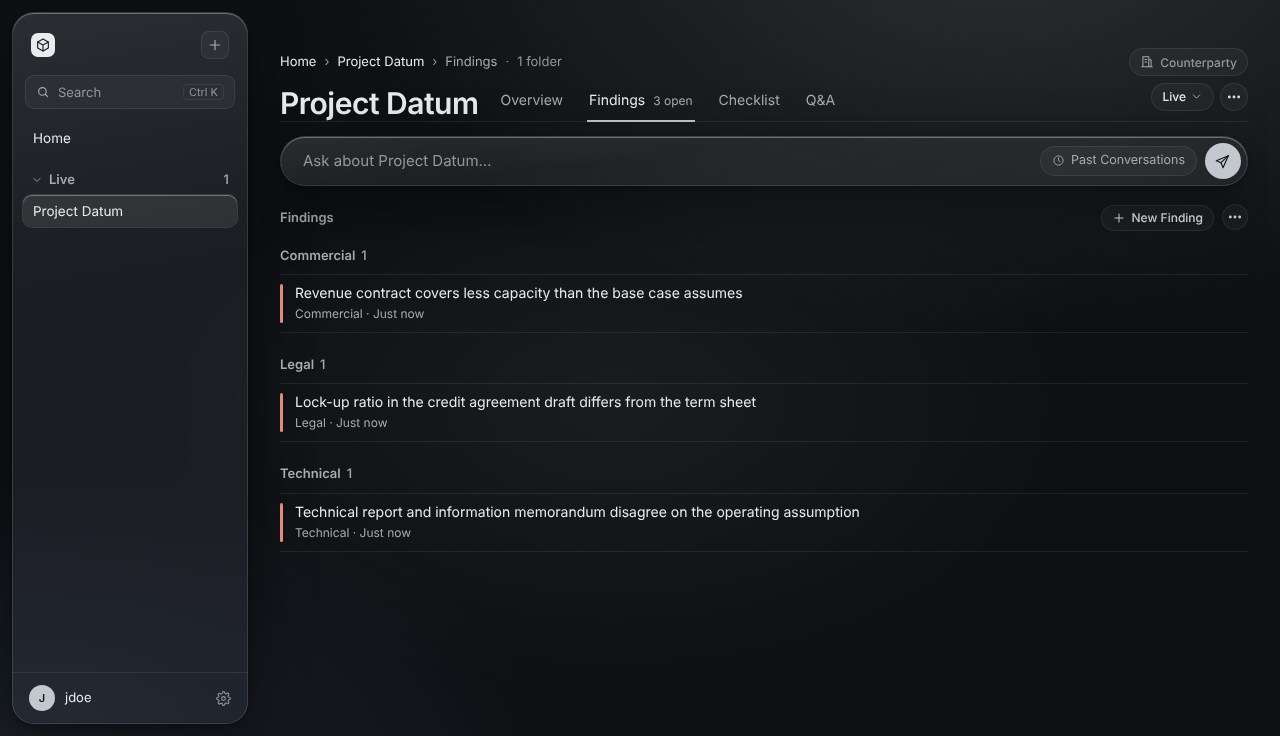 Search Ctrl K
Home
Live 1
Project Datum
J jdoe
Home › Project Datum › Findings · 1 folder
Counterparty
Project Datum Overview Findings 3 open Checklist Q&A Live
Ask about Project Datum... Past Conversations
Findings New Finding
Commercial 1
Revenue contract covers less capacity than the base case assumes
Commercial · Just now
Legal 1
Lock-up ratio in the credit agreement draft differs from the term sheet
Legal · Just now
Technical 1
Technical report and information memorandum disagree on the operating assumption
Technical · Just now